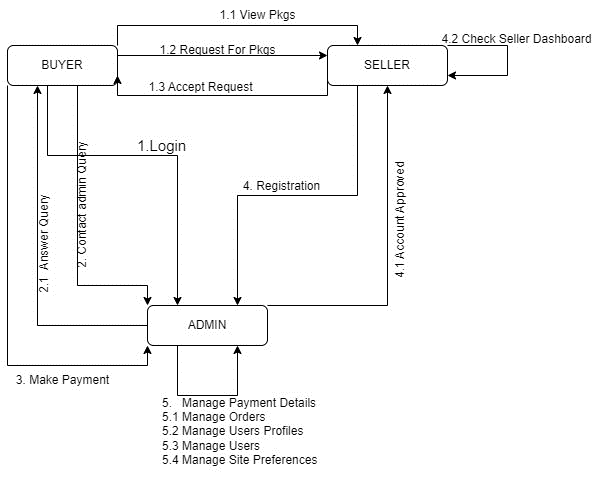 1.1 View Pkgs
4.2 Check Seller Dashboard
1.2 Request For Pkgs
BUYER
SELLER
1.3 Accept Request
1.Login
2. Contact admin Query
4. Registration
4.1 Account Approved
2.1 Answer Query
ADMIN
3. Make Payment
5. Manage Payment Details
5.1 Manage Orders
5.2 Manage Users Profiles
5.3 Manage Users
5.4 Manage Site Preferences